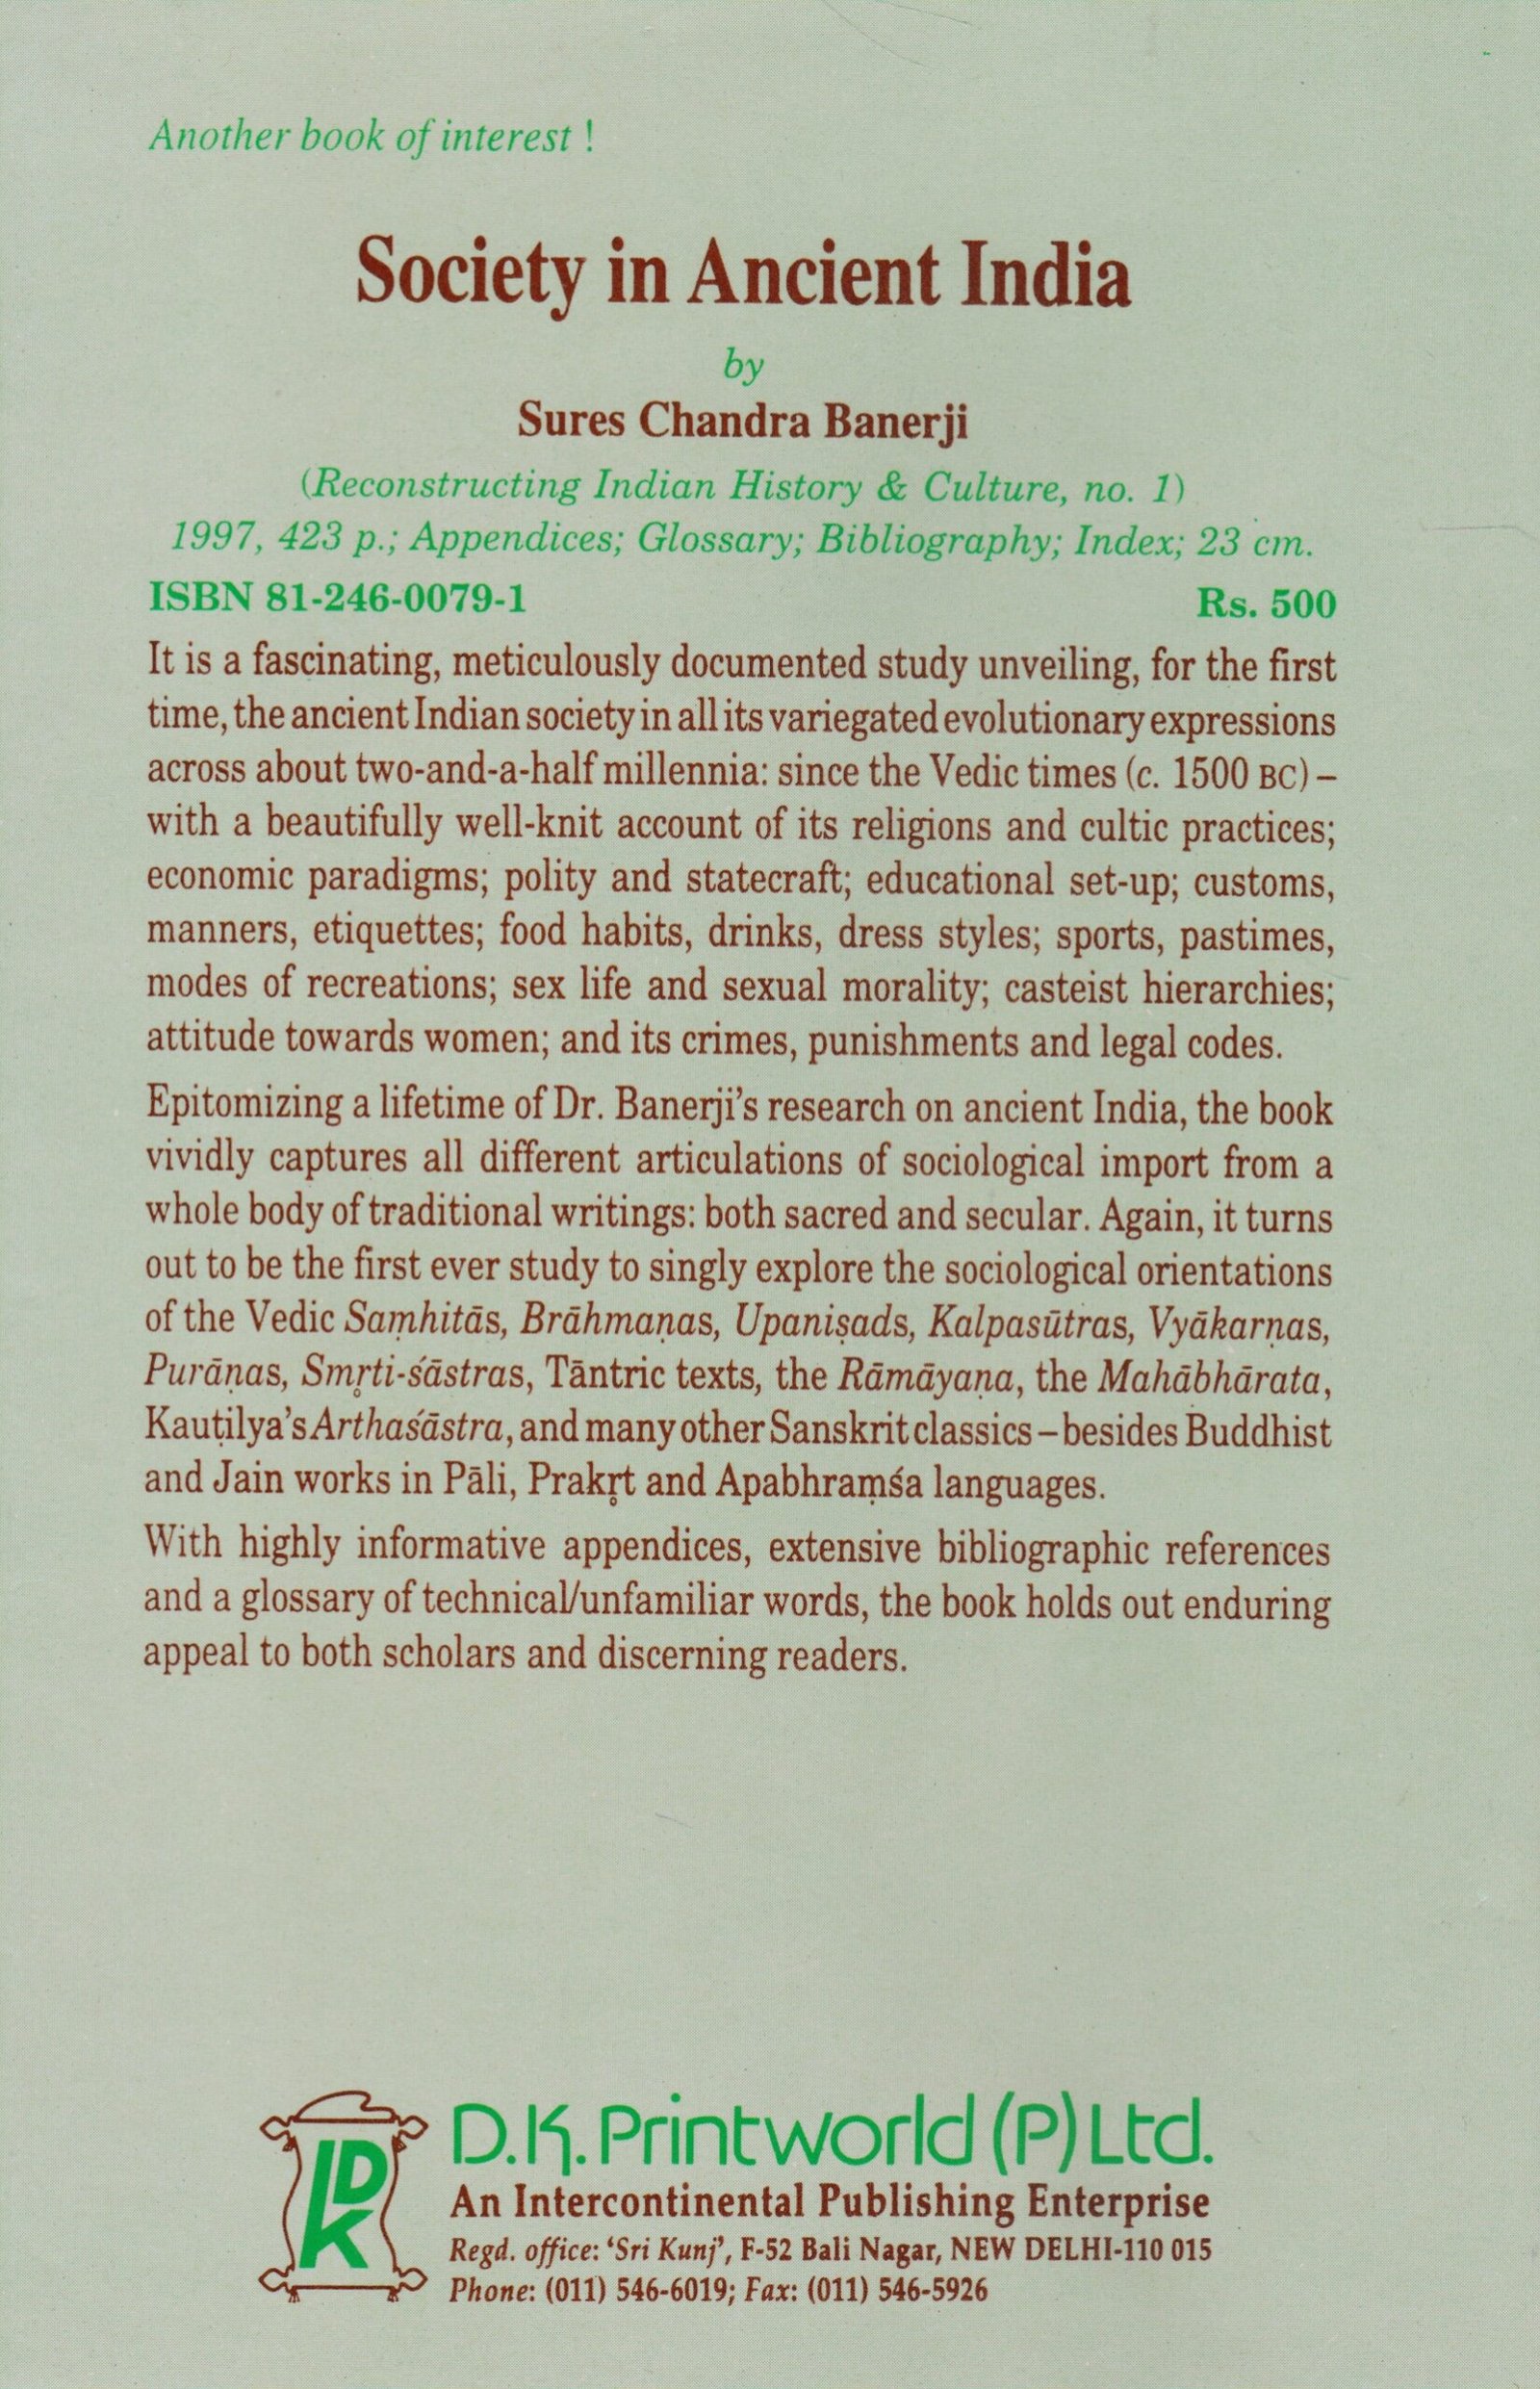 Another book of interest !
Society in Ancient India
by
Sures Chandra Banerji
(Reconstructing Indian History & Culture, no. 1)
1997, 423 p.; Appendices; Glossary; Bibliography; Index; 23 cm.
ISBN 81-246-0079-1 Rs. 500
It is a fascinating, meticulously documented study unveiling, for the first
time, the ancient Indian society in all its variegated evolutionary expressions
across about two-and-a-half millennia: since the Vedic times (c. 1500 BC) –
with a beautifully well-knit account of its religions and cultic practices;
economic paradigms; polity and statecraft; educational set-up; customs,
manners, etiquettes; food habits, drinks, dress styles; sports, pastimes,
modes of recreations; sex life and sexual morality; casteist hierarchies;
attitude towards women; and its crimes, punishments and legal codes.
Epitomizing a lifetime of Dr. Banerji’s research on ancient India, the book
vividly captures all different articulations of sociological import from a
whole body of traditional writings: both sacred and secular. Again, it turns
out to be the first ever study to singly explore the sociological orientations
of the Vedic Saṃhitās, Brāhmaṇas, Upaniṣads, Kalpasūtras, Vyākarṇas,
Purāṇas, Smr̥ti-śāstras, Tāntric texts, the Rāmāyaṇa, the Mahābhārata,
Kauṭilya’s Arthaśāstra, and many other Sanskrit classics – besides Buddhist
and Jain works in Pāli, Prakr̥t and Apabhraṃśa languages.
With highly informative appendices, extensive bibliographic references
and a glossary of technical/unfamiliar words, the book holds out enduring
appeal to both scholars and discerning readers.
DK
D.K. Printworld (P) Ltd.
An Intercontinental Publishing Enterprise
Regd. office: ‘Sri Kunj’, F-52 Bali Nagar, NEW DELHI-110 015
Phone: (011) 546-6019; Fax: (011) 546-5926